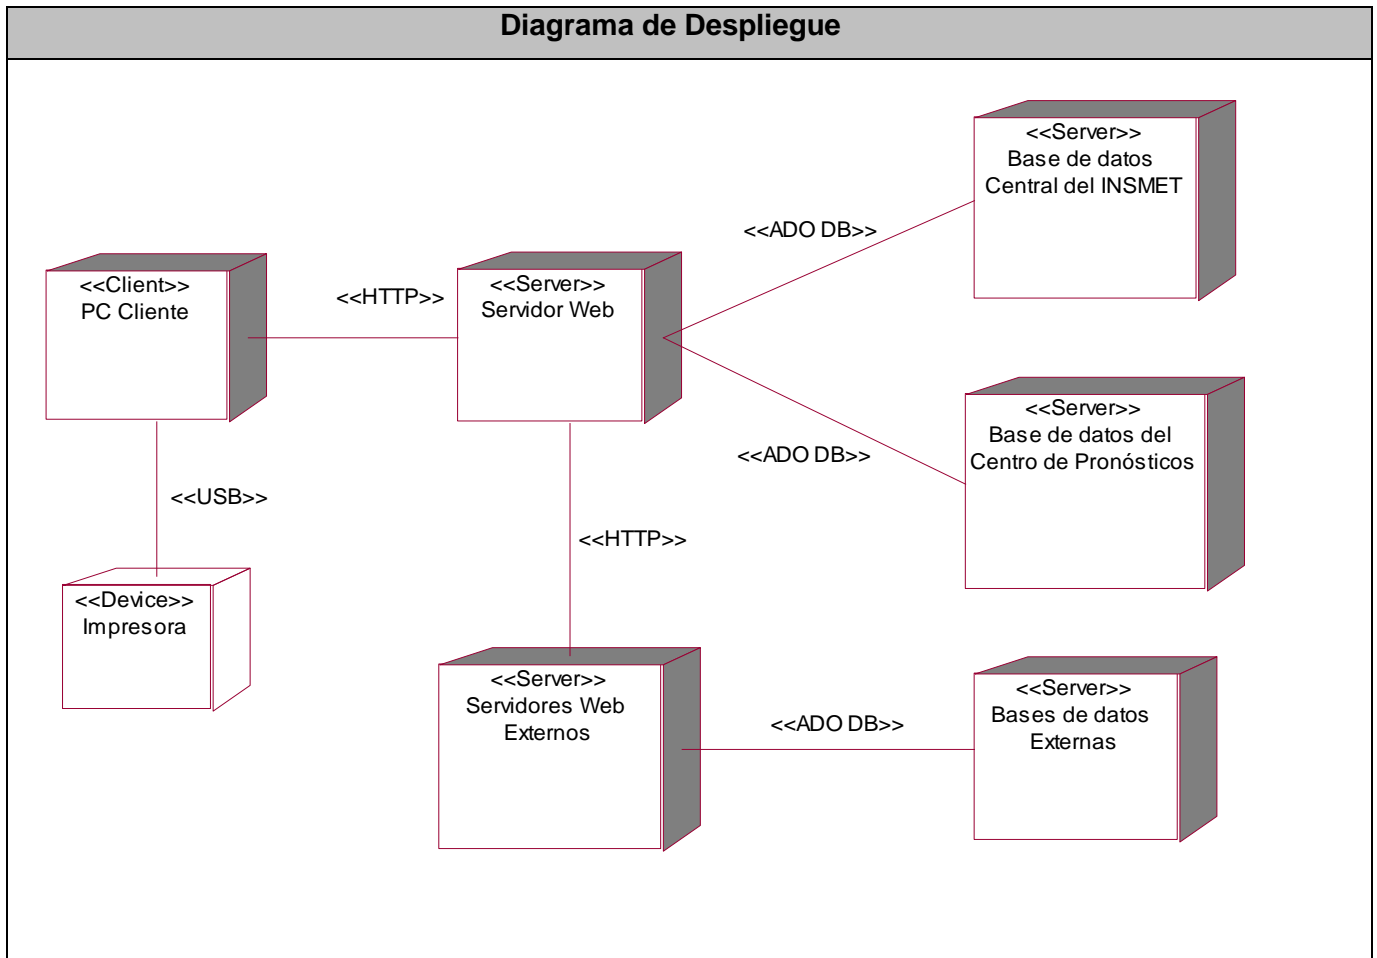 Diagrama de Despliegue
<<Server>>
Base de datos
Central del INSMET
<<ADO DB>>
<<Client>>
PC Cliente
<<HTTP>>
<<Server>>
Servidor Web
<<ADO DB>>
<<Server>>
Base de datos del
Centro de Pronósticos
<<USB>>
<<HTTP>>
<<Device>>
Impresora
<<Server>>
Servidores Web
Externos
<<ADO DB>>
<<Server>>
Bases de datos
Externas